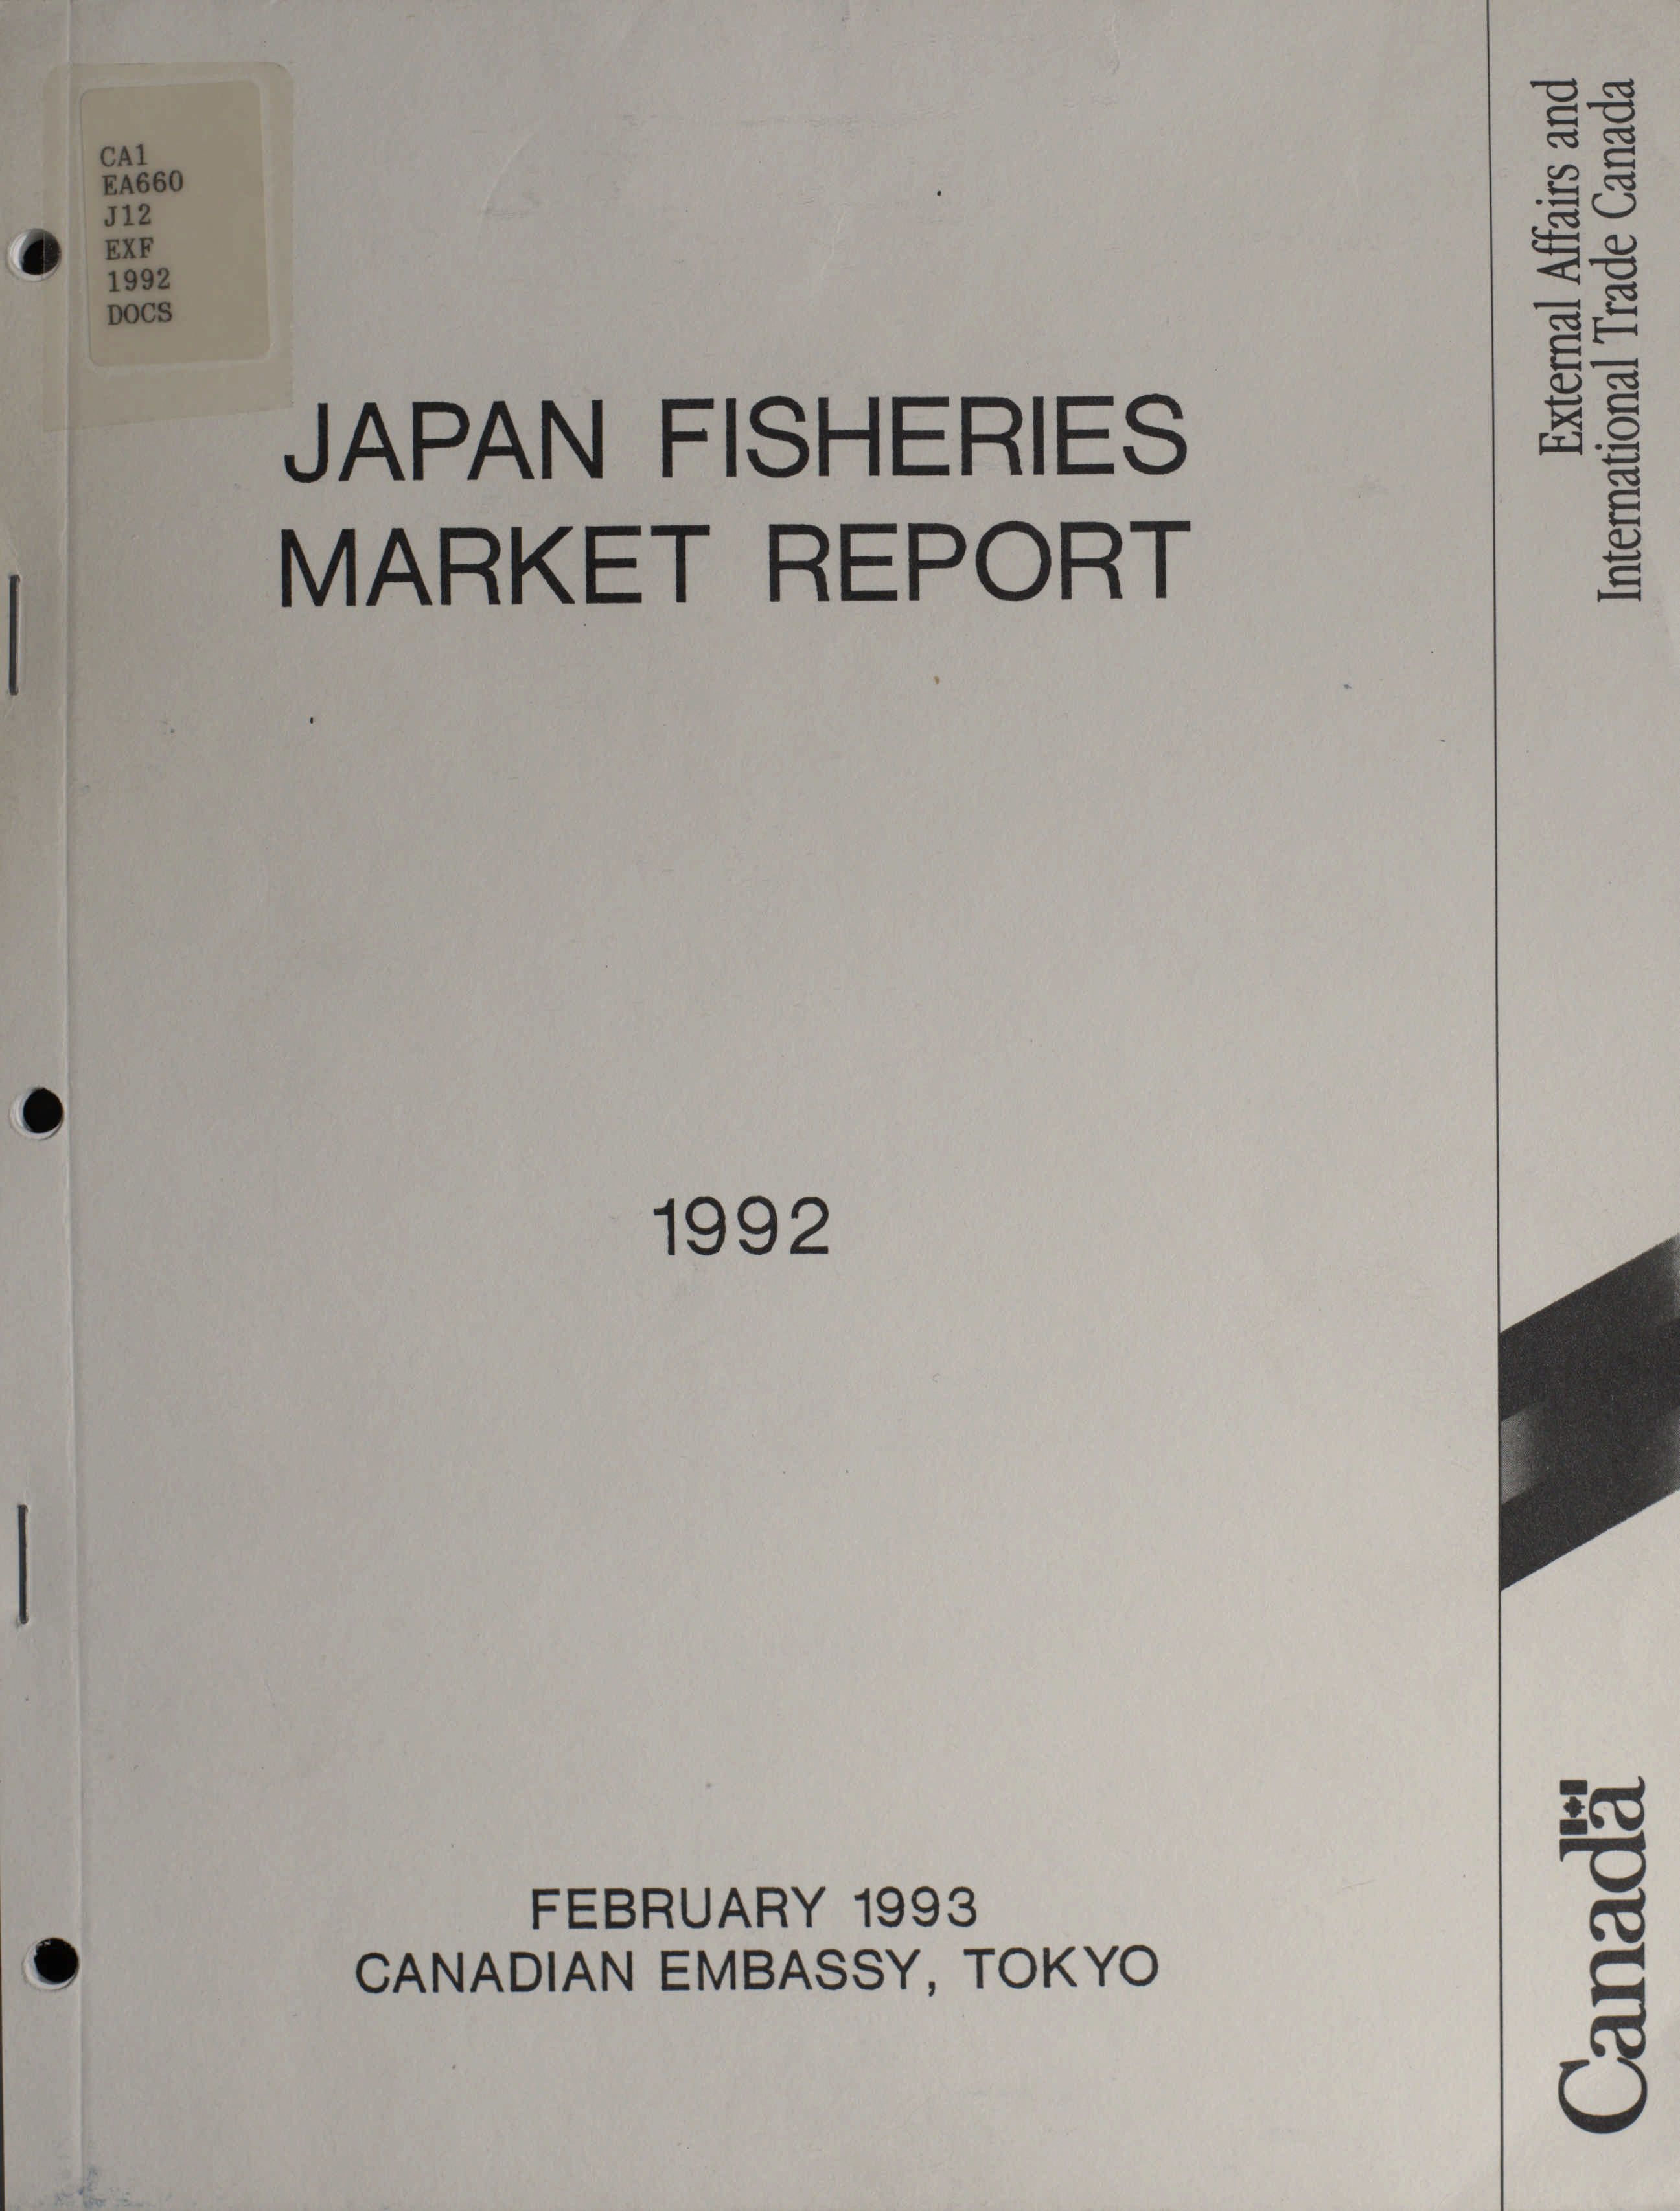 CA1
EA660
J12
EXF
1992
DOCS
JAPAN FISHERIES
MARKET REPORT
1992
FEBRUARY 1993
CANADIAN EMBASSY, TOKYO
External Affairs and
International Trade Canada
Canada